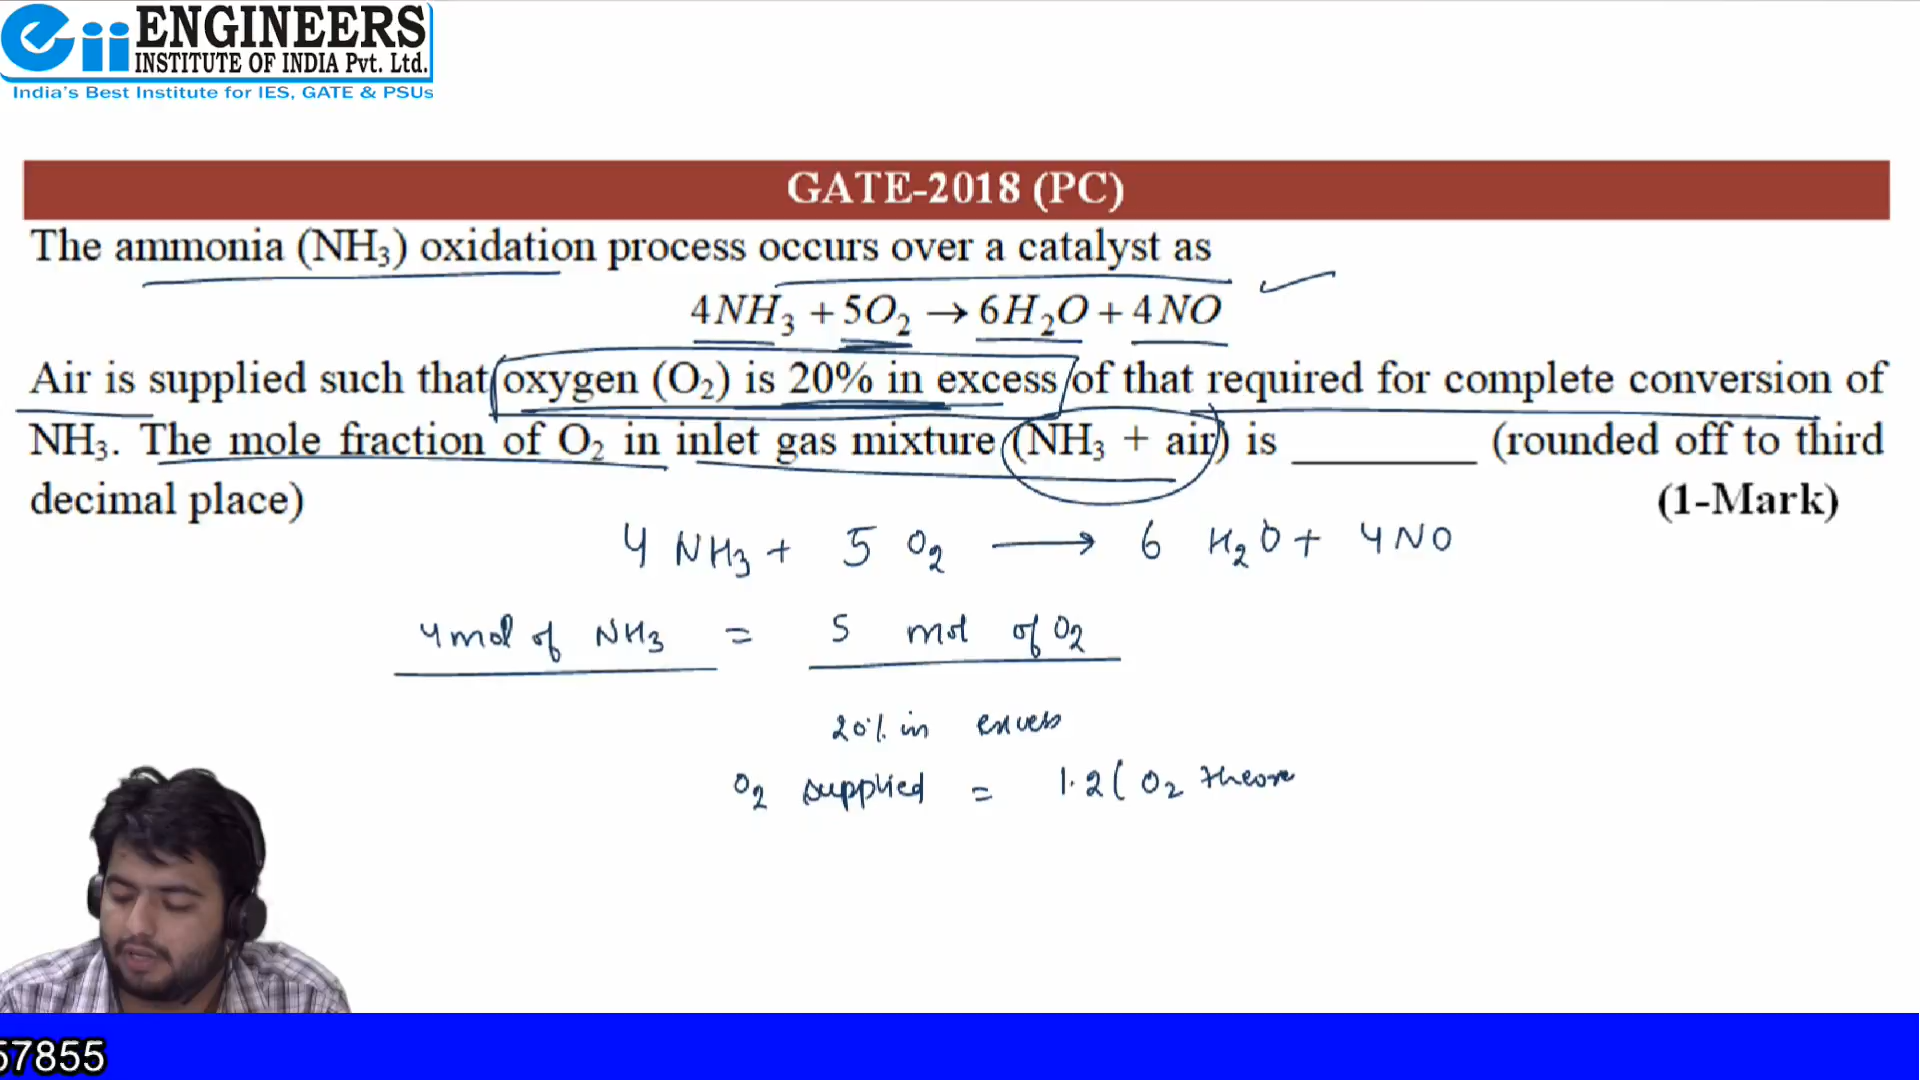 eii ENGINEERS
INSTITUTE OF INDIA Pvt. Ltd.
India's Best Institute for IES, GATE & PSUs
GATE-2018 (PC)
The ammonia (NH₃) oxidation process occurs over a catalyst as
4NH₃ + 5O₂ → 6H₂O + 4NO
Air is supplied such that oxygen (O₂) is 20% in excess of that required for complete conversion of
NH₃. The mole fraction of O₂ in inlet gas mixture (NH₃ + air) is ________ (rounded off to third
decimal place) (1-Mark)
4 NH₃ + 5 O₂ → 6 H₂O + 4NO
4mol of NH₃ = 5 mol of O₂
20% in excess
O₂ supplied = 1.2 ( O₂ theore
57855